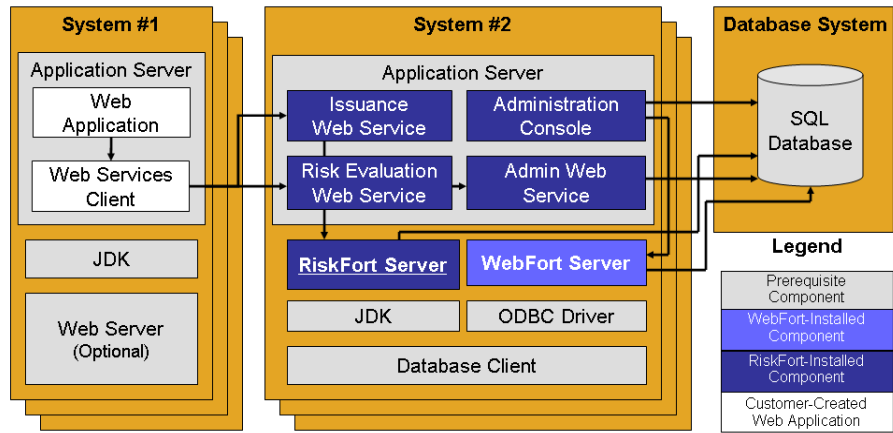 System #1
Application Server
Web
Application
Web Services
Client
JDK
Web Server
(Optional)
System #2
Application Server
Issuance
Web Service
Administration
Console
Risk Evaluation
Web Service
Admin Web
Service
RiskFort Server
WebFort Server
JDK
ODBC Driver
Database Client
Database System
SQL
Database
Legend
Prerequisite
Component
WebFort-Installed
Component
RiskFort-Installed
Component
Customer-Created
Web Application